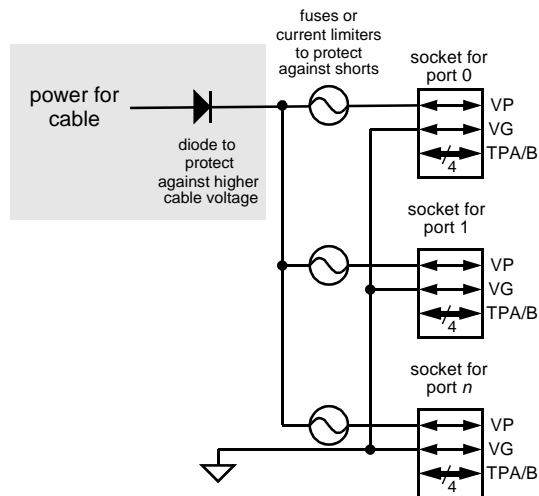 fuses or
current limiters
to protect
against shorts
socket for
port 0
power for
cable
VP
VG
TPA/B
4
diode to
protect
against higher
cable voltage
socket for
port 1
VP
VG
TPA/B
4
socket for
port n
VP
VG
TPA/B
4